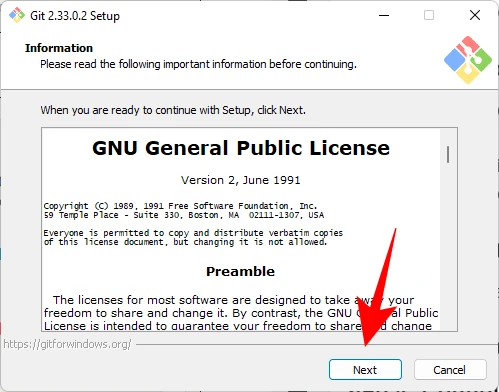 Git 2.33.0.2 Setup
Information
Please read the following important information before continuing.
When you are ready to continue with Setup, click Next.
GNU General Public License
Version 2, June 1991
Copyright (C) 1989, 1991 Free Software Foundation, Inc.
59 Temple Place - Suite 330, Boston, MA  02111-1307, USA
Everyone is permitted to copy and distribute verbatim copies
of this license document, but changing it is not allowed.
Preamble
The licenses for most software are designed to take away your
freedom to share and change it. By contrast, the GNU General Public
License is intended to guarantee your freedom to share and change
https://gitforwindows.org/
Next
Cancel